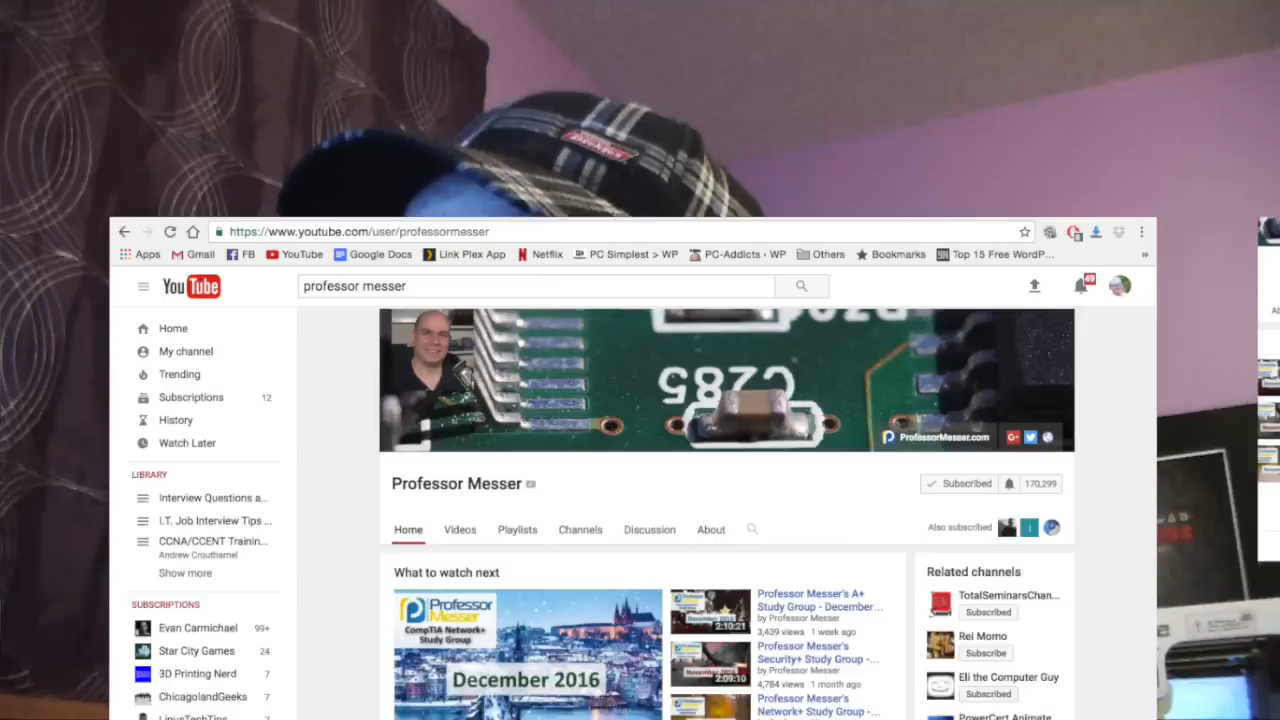 Dickies
https://www.youtube.com/user/professormesser
Apps Gmail FB YouTube Google Docs Link Plex App Netflix PC Simplest > WP PC-Addicts › WP Others Bookmarks Top 15 Free WordP... »
YouTube professor messer 49
Home
My channel
Trending
Subscriptions 12
History
Watch Later
LIBRARY
Interview Questions a...
I.T. Job Interview Tips ...
CCNA/CCENT Trainin...
Andrew Crouthamel
Show more
SUBSCRIPTIONS
Evan Carmichael 99+
Star City Games 24
3D Printing Nerd 7
ChicagolandGeeks 7
LinusTechTips 7
C285
ProfessorMesser.com
Professor Messer
Subscribed 170,299
Home Videos Playlists Channels Discussion About
Also subscribed
What to watch next
Professor Messer
CompTIA Network+
Study Group
December 2016
2:10:21
Professor Messer's A+
Study Group - December...
by Professor Messer
3,439 views 1 week ago
2:09:10
Professor Messer's
Security+ Study Group -...
by Professor Messer
4,784 views 1 month ago
Professor Messer's
Network+ Study Group -...
Related channels
TotalSeminarsChan...
Subscribed
Rei Momo
Subscribe
Eli the Computer Guy
Subscribed
PowerCert Animate